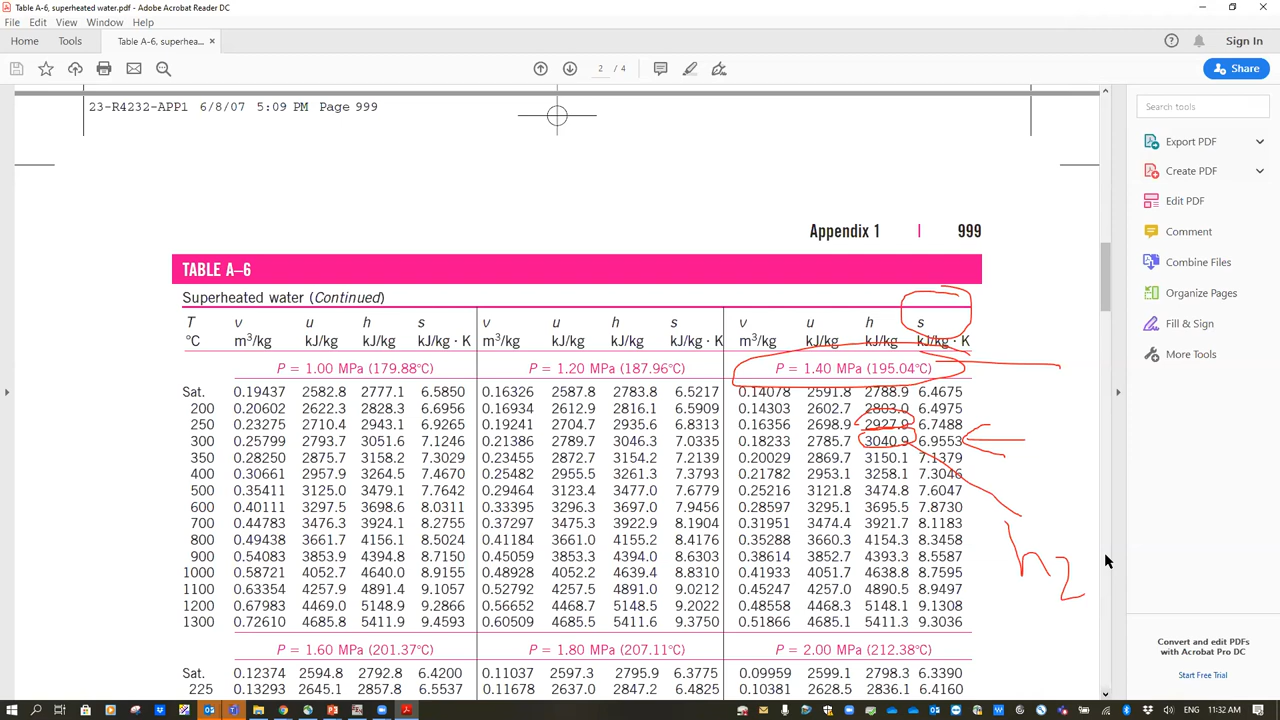 Table A-6, superheated water.pdf - Adobe Acrobat Reader DC
File Edit View Window Help
Home Tools Table A-6, superhea... × Sign In
2 / 4 Share
23-R4232-APP1 6/8/07 5:09 PM Page 999
Search tools
Export PDF
Create PDF
Edit PDF
Comment
Combine Files
Organize Pages
Fill & Sign
More Tools
Convert and edit PDFs
with Acrobat Pro DC
Start Free Trial
Appendix 1 | 999
TABLE A–6
Superheated water (Continued)
T v u h s v u h s v u h s
°C m³/kg kJ/kg kJ/kg kJ/kg · K m³/kg kJ/kg kJ/kg kJ/kg · K m³/kg kJ/kg kJ/kg kJ/kg · K
P = 1.00 MPa (179.88°C) P = 1.20 MPa (187.96°C) P = 1.40 MPa (195.04°C)
Sat. 0.19437 2582.8 2777.1 6.5850 0.16326 2587.8 2783.8 6.5217 0.14078 2591.8 2788.9 6.4675
200 0.20602 2622.3 2828.3 6.6956 0.16934 2612.9 2816.1 6.5909 0.14303 2602.7 2803.0 6.4975
250 0.23275 2710.4 2943.1 6.9265 0.19241 2704.7 2935.6 6.8313 0.16356 2698.9 2927.9 6.7488
300 0.25799 2793.7 3051.6 7.1246 0.21386 2789.7 3046.3 7.0335 0.18233 2785.7 3040.9 6.9553
350 0.28250 2875.7 3158.2 7.3029 0.23455 2872.7 3154.2 7.2139 0.20029 2869.7 3150.1 7.1379
400 0.30661 2957.9 3264.5 7.4670 0.25482 2955.5 3261.3 7.3793 0.21782 2953.1 3258.1 7.3046
500 0.35411 3125.0 3479.1 7.7642 0.29464 3123.4 3477.0 7.6779 0.25216 3121.8 3474.8 7.6047
600 0.40111 3297.5 3698.6 8.0311 0.33395 3296.3 3697.0 7.9456 0.28597 3295.1 3695.5 7.8730
700 0.44783 3476.3 3924.1 8.2755 0.37297 3475.3 3922.9 8.1904 0.31951 3474.4 3921.7 8.1183
800 0.49438 3661.7 4156.1 8.5024 0.41184 3661.0 4155.2 8.4176 0.35288 3660.3 4154.3 8.3458
900 0.54083 3853.9 4394.8 8.7150 0.45059 3853.3 4394.0 8.6303 0.38614 3852.7 4393.3 8.5587
1000 0.58721 4052.7 4640.0 8.9155 0.48928 4052.2 4639.4 8.8310 0.41933 4051.7 4638.8 8.7595
1100 0.63354 4257.9 4891.4 9.1057 0.52792 4257.5 4891.0 9.0212 0.45247 4257.0 4890.5 8.9497
1200 0.67983 4469.0 5148.9 9.2866 0.56652 4468.7 5148.5 9.2022 0.48558 4468.3 5148.1 9.1308
1300 0.72610 4685.8 5411.9 9.4593 0.60509 4685.5 5411.6 9.3750 0.51866 4685.1 5411.3 9.3036
h2
P = 1.60 MPa (201.37°C) P = 1.80 MPa (207.11°C) P = 2.00 MPa (212.38°C)
Sat. 0.12374 2594.8 2792.8 6.4200 0.11037 2597.3 2795.9 6.3775 0.09959 2599.1 2798.3 6.3390
225 0.13293 2645.1 2857.8 6.5537 0.11678 2637.0 2847.2 6.4825 0.10381 2628.5 2836.1 6.4160
ENG 11:32 AM